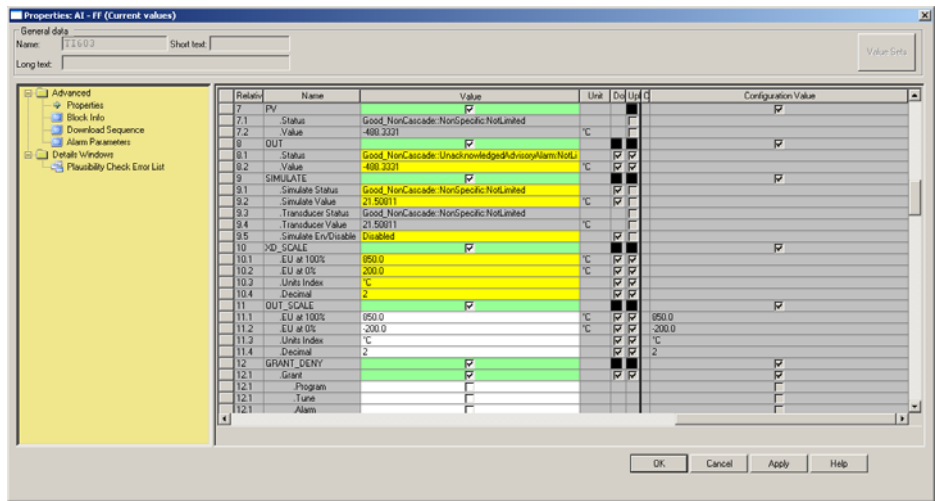 Properties: AI - FF (Current values)
General data
Name: TI603 Short text:
Long text:
Value Sets
Advanced
Properties
Block Info
Download Sequence
Alarm Parameters
Details Windows
Plausibility Check Error List
Relativ Name Value Unit Do Upl C Configuration Value
7 PV
7.1 .Status Good_NonCascade::NonSpecific:NotLimited
7.2 .Value -488.3331 °C
8 OUT
8.1 .Status Good_NonCascade::UnacknowledgedAdvisoryAlarm:NotLi
8.2 .Value -488.3331 °C
9 SIMULATE
9.1 .Simulate Status Good_NonCascade::NonSpecific:NotLimited
9.2 .Simulate Value 21.50811 °C
9.3 .Transducer Status Good_NonCascade::NonSpecific:NotLimited
9.4 .Transducer Value 21.50811 °C
9.5 .Simulate En/Disable Disabled
10 XD_SCALE
10.1 .EU at 100% 850.0 °C
10.2 .EU at 0% 200.0 °C
10.3 .Units Index °C
10.4 .Decimal 2
11 OUT_SCALE
11.1 .EU at 100% 850.0 °C 850.0
11.2 .EU at 0% -200.0 °C -200.0
11.3 .Units Index °C °C
11.4 .Decimal 2 2
12 GRANT_DENY
12.1 .Grant
12.1 .Program
12.1 .Tune
12.1 .Alarm
OK Cancel Apply Help